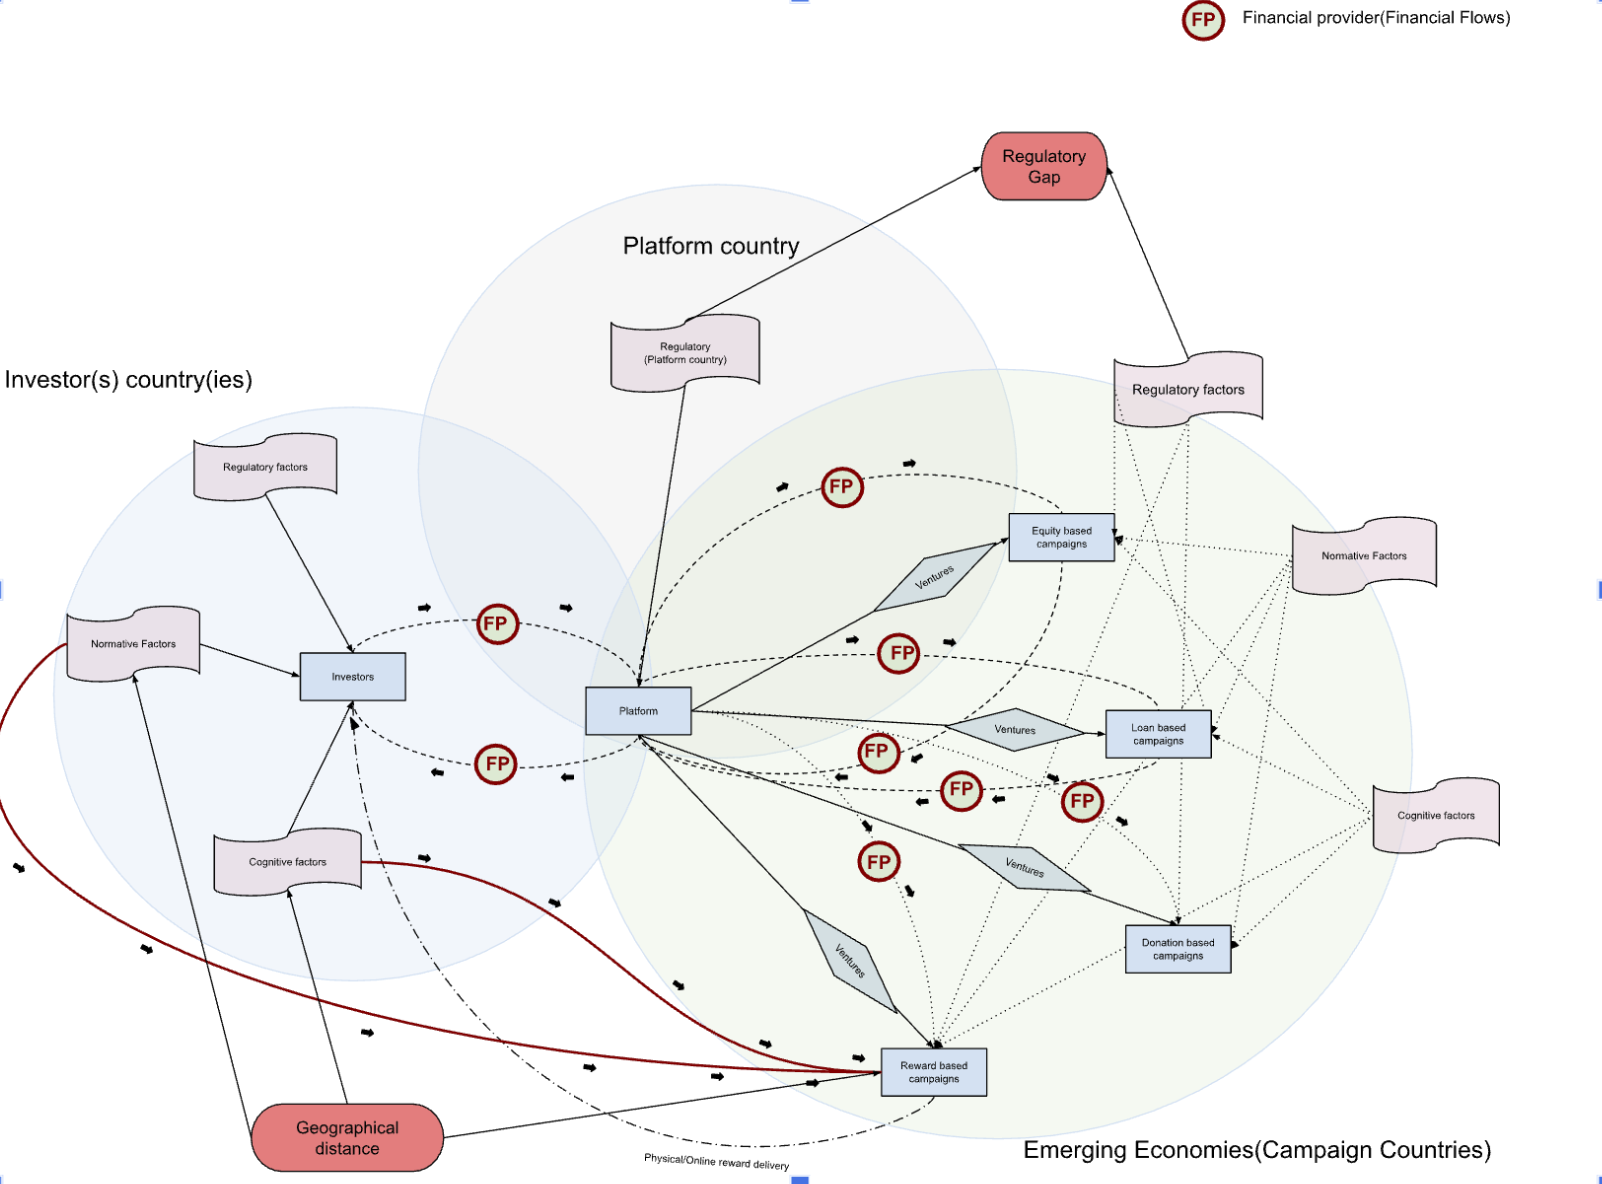 FP
Financial provider(Financial Flows)
Regulatory
Gap
Platform country
Regulatory
(Platform country)
Investor(s) country(ies)
Regulatory factors
Regulatory factors
FP
Equity based
campaigns
Normative Factors
Ventures
FP
Normative Factors
FP
Investors
Platform
Ventures
Loan based
campaigns
FP
FP
FP
FP
Cognitive factors
Cognitive factors
FP
Ventures
Donation based
campaigns
Ventures
Reward based
campaigns
Geographical
distance
Physical/Online reward delivery
Emerging Economies(Campaign Countries)